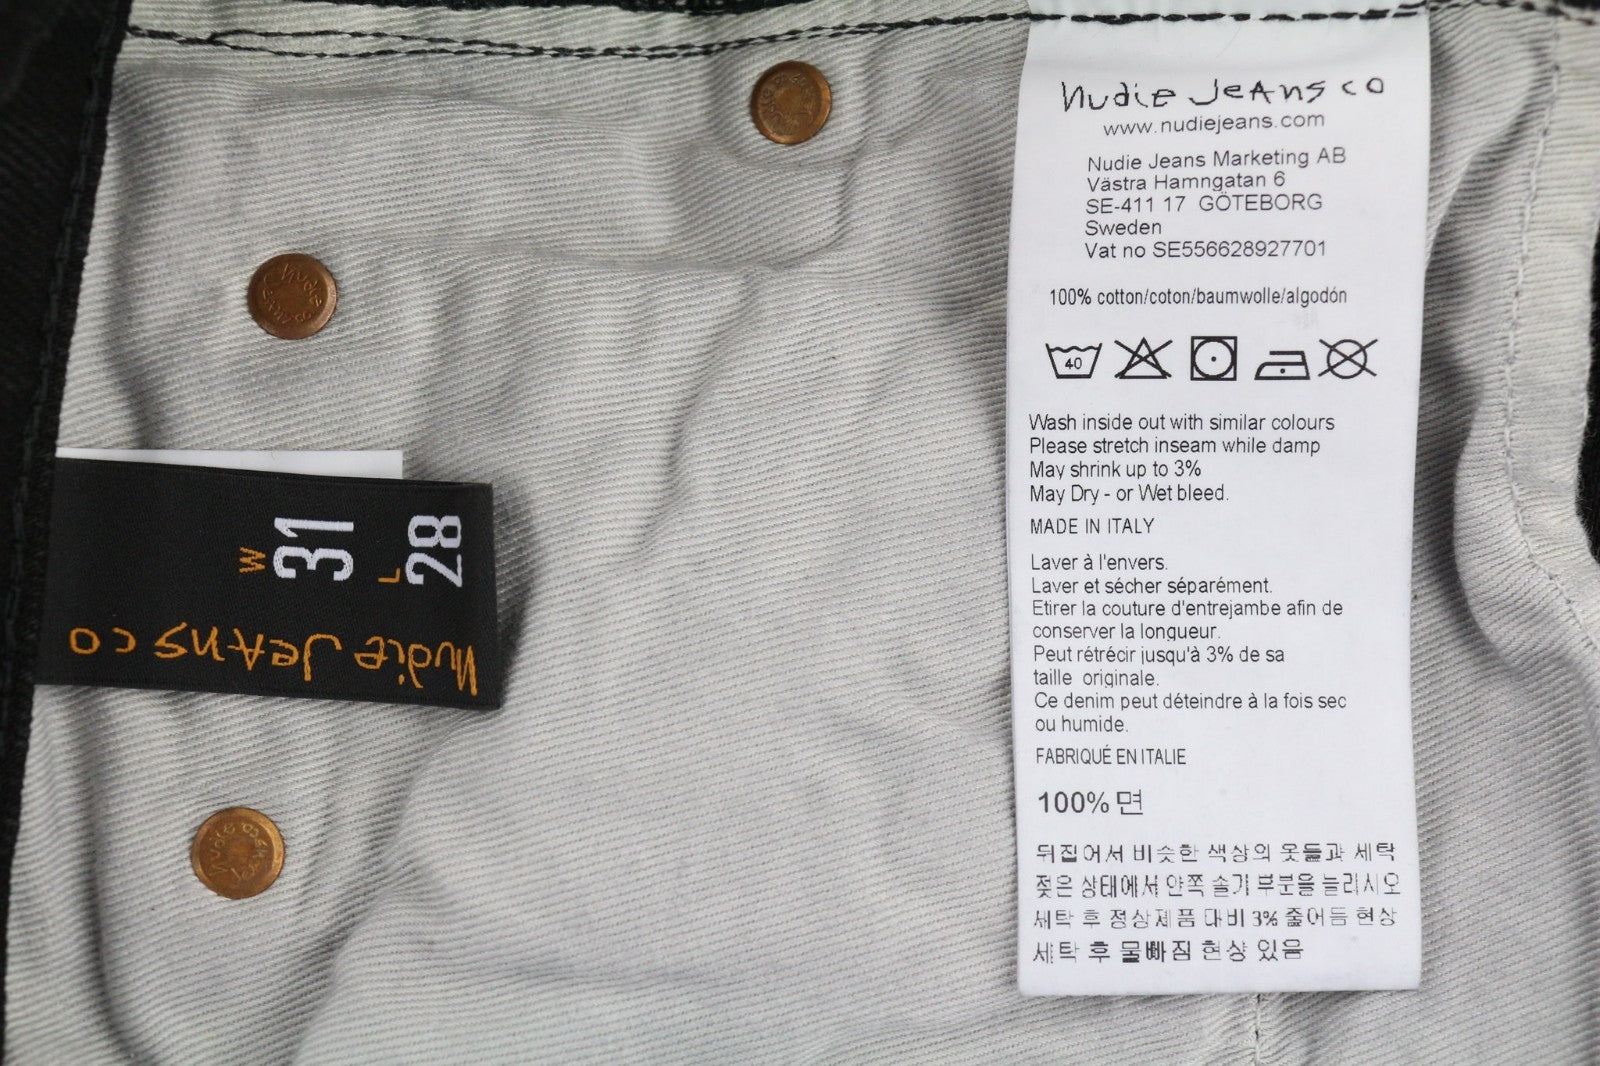 Nudie Jeans co
www.nudiejeans.com
Nudie Jeans Marketing AB
Västra Hamngatan 6
SE-411 17 GÖTEBORG
Sweden
Vat no SE556628927701
100% cotton/coton/baumwolle/algodón
40
Wash inside out with similar colours
Please stretch inseam while damp
May shrink up to 3%
May Dry - or Wet bleed.
MADE IN ITALY
Laver à l'envers.
Laver et sécher séparément.
Etirer la couture d'entrejambe afin de
conserver la longueur.
Peut rétrécir jusqu'à 3% de sa
taille originale.
Ce denim peut déteindre à la fois sec
ou humide.
FABRIQUÉ EN ITALIE
100% 면
뒤집어서 비슷한 색상의 옷들과 세탁
젖은 상태에서 안쪽 솔기 부분을 늘리시오
세탁 후 정상제품 대비 3% 줄어듬 현상
세탁 후 물빠짐 현상 있음
W
31
L
28
Nudie Jeans co
Nudie
Jeans co
Nudie
Jeans co